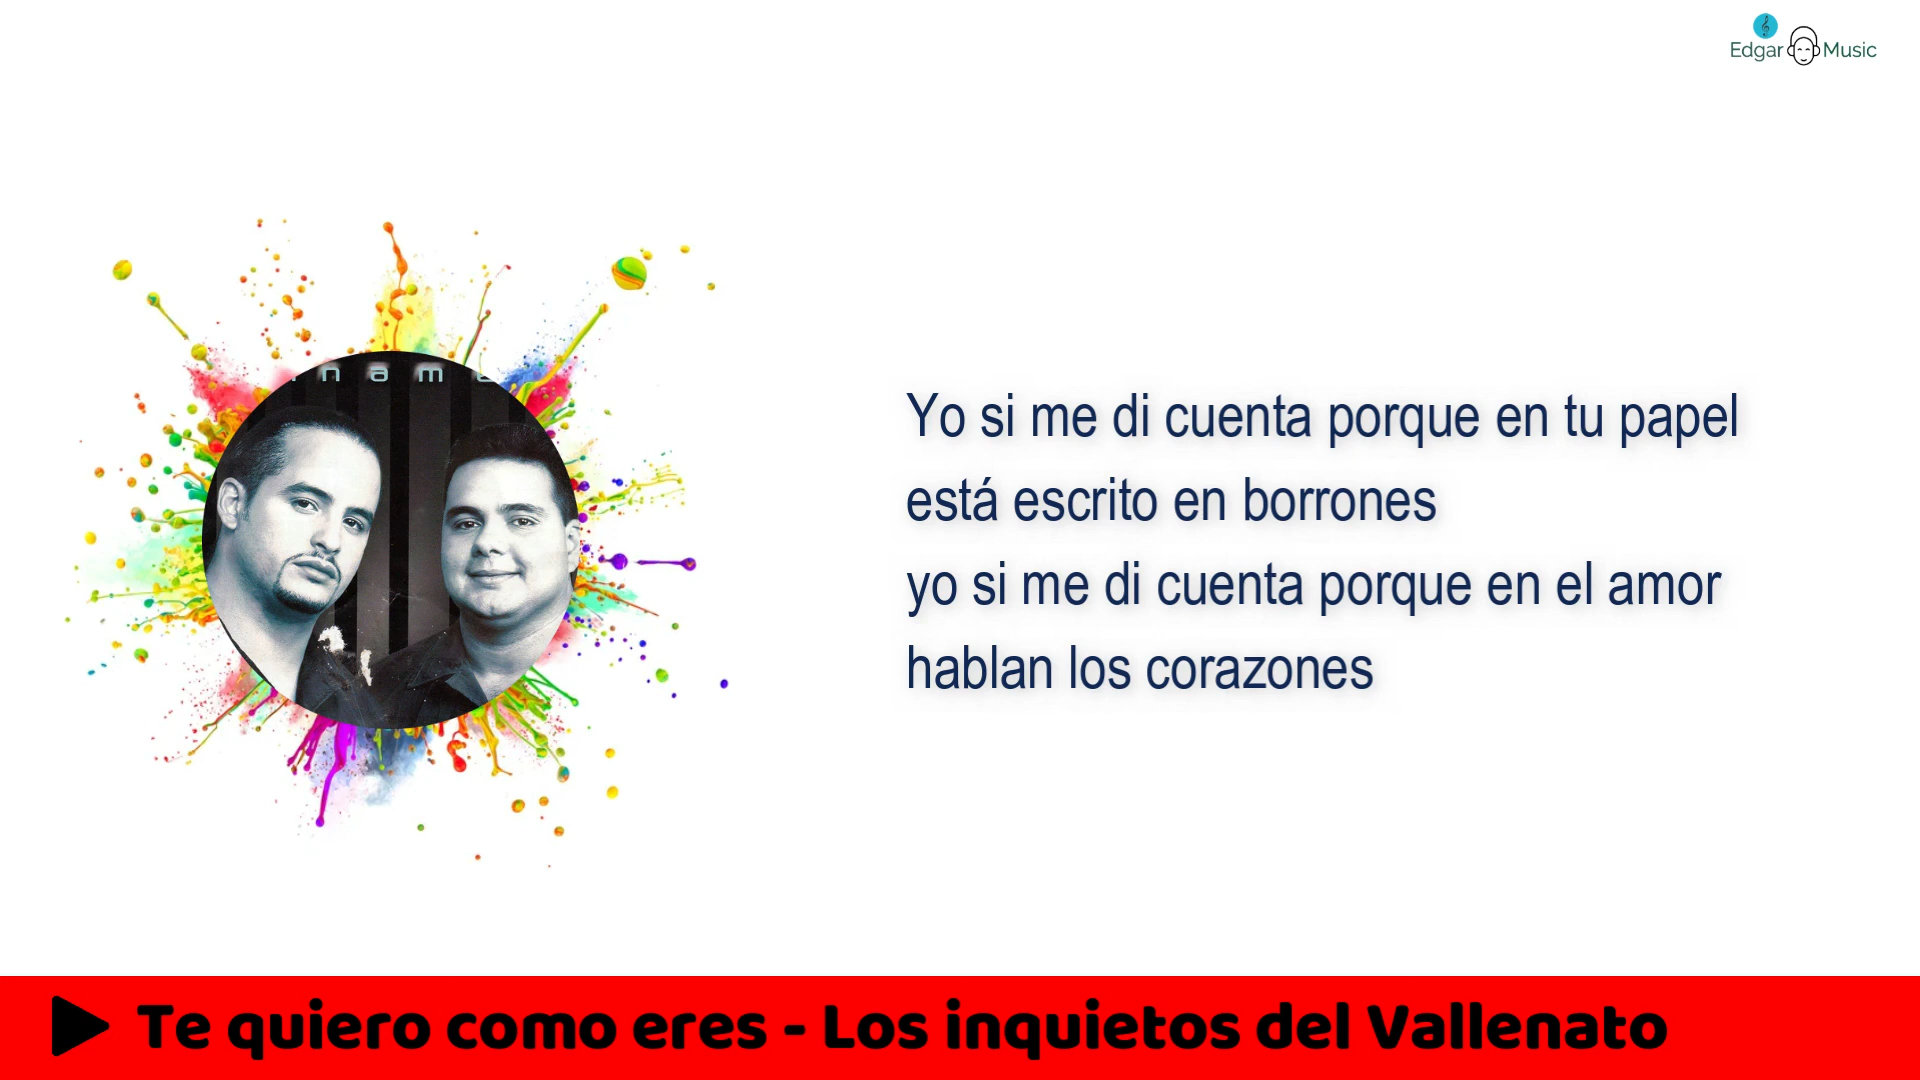 Edgar Music
name
Yo si me di cuenta porque en tu papel
está escrito en borrones
yo si me di cuenta porque en el amor
hablan los corazones
Te quiero como eres - Los inquietos del Vallenato